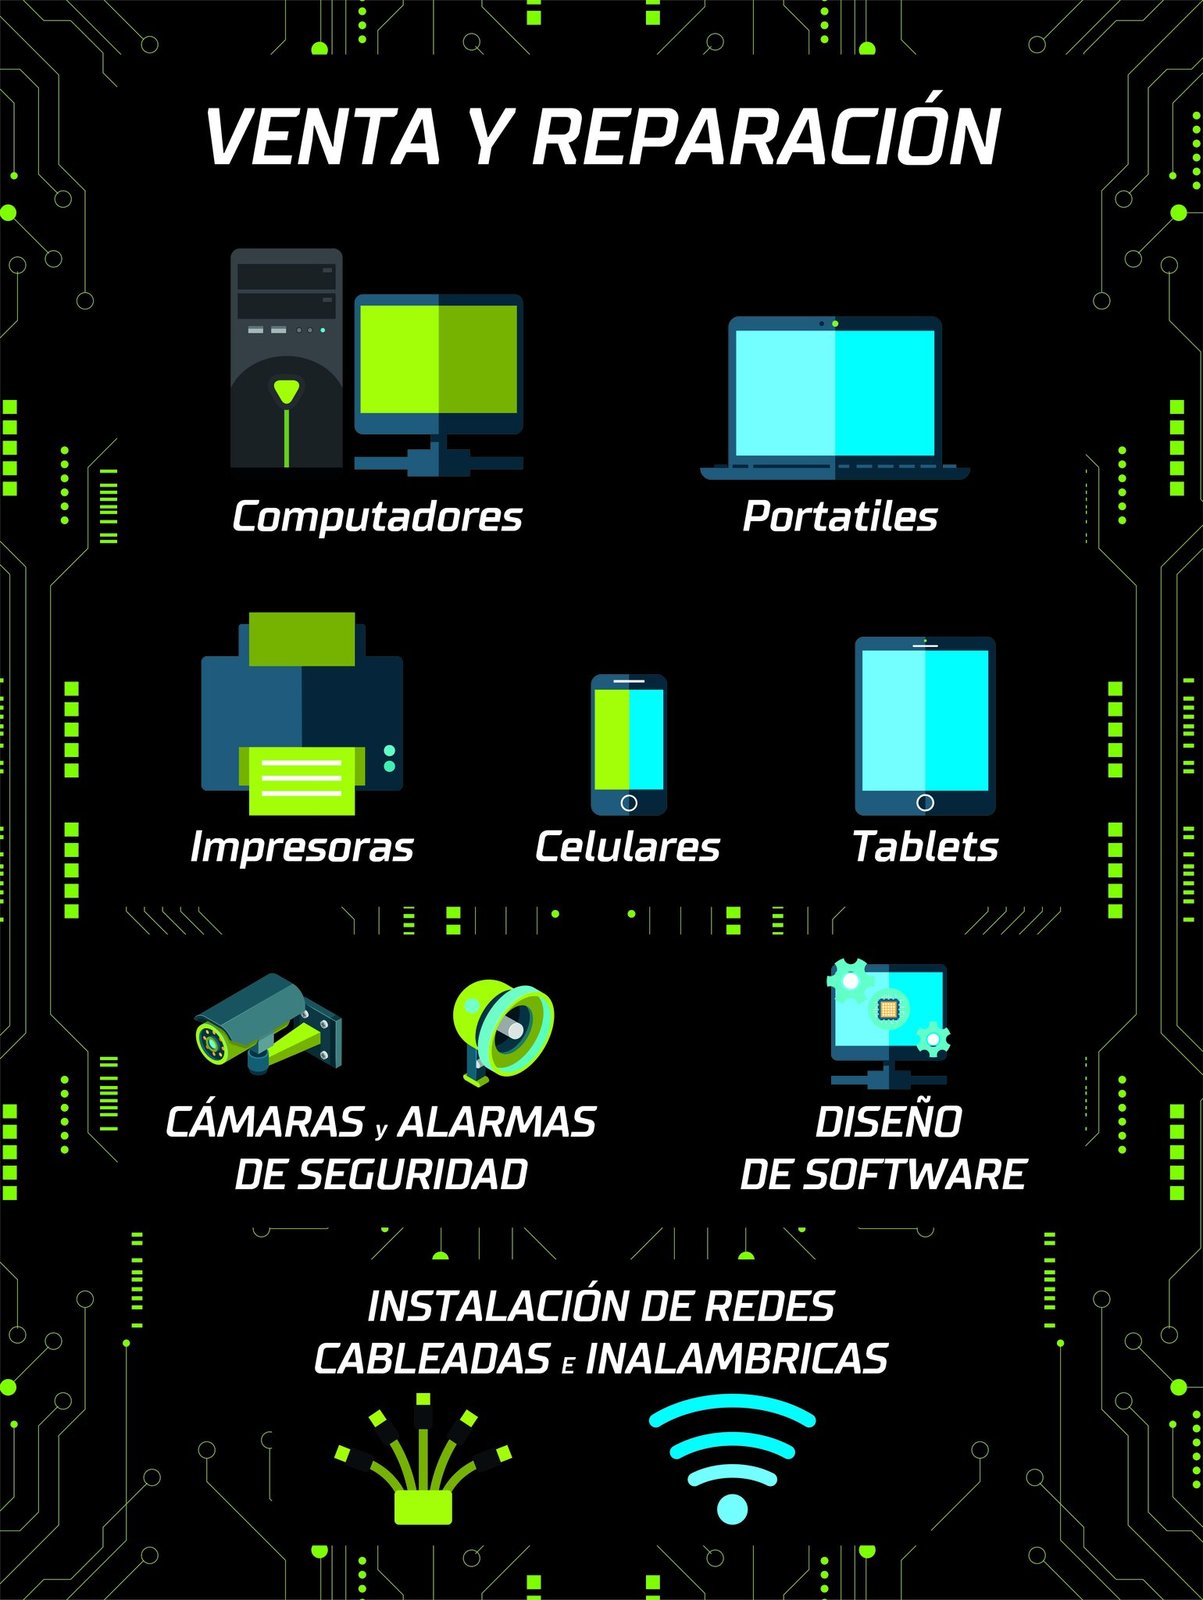 VENTA Y REPARACIÓN
Computadores
Portatiles
Impresoras
Celulares
Tablets
CÁMARAS y ALARMAS
DE SEGURIDAD
DISEÑO
DE SOFTWARE
INSTALACIÓN DE REDES
CABLEADAS E INALAMBRICAS